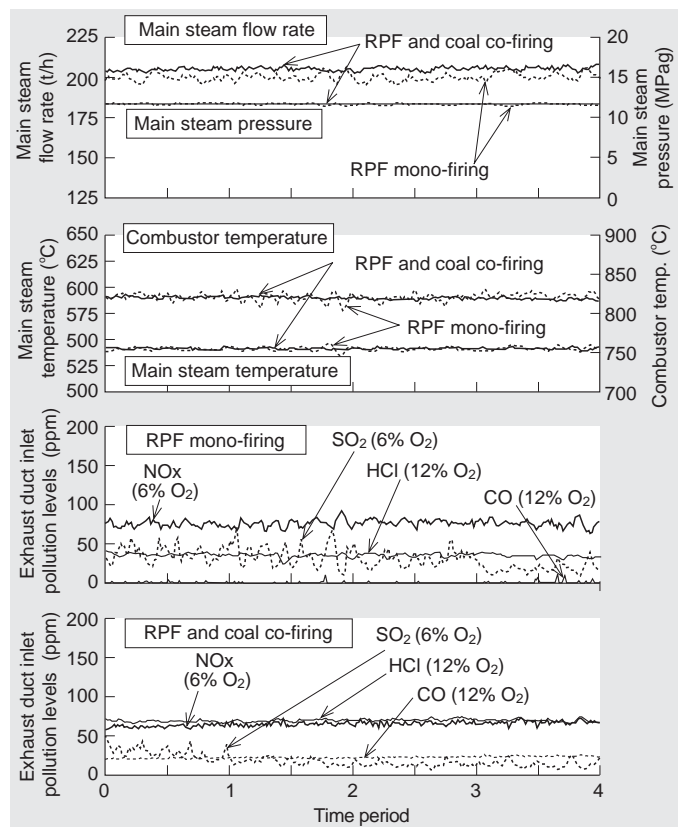 Main steam flow rate
RPF and coal co-firing
Main steam pressure
RPF mono-firing
Main steam
flow rate (t/h)
225
200
175
150
125
Main steam
pressure (MPag)
20
15
10
5
0
Combustor temperature
RPF and coal co-firing
RPF mono-firing
Main steam temperature
Main steam
temperature (°C)
650
625
600
575
550
500
525
500
Combustor temp. (°C)
900
850
800
750
700
RPF mono-firing
NOx
(6% O₂)
SO₂ (6% O₂)
HCl (12% O₂)
CO (12% O₂)
Exhaust duct inlet
pollution levels (ppm)
200
150
100
50
0
RPF and coal co-firing
NOx
(6% O₂)
SO₂ (6% O₂)
HCl (12% O₂)
CO (12% O₂)
Exhaust duct inlet
pollution levels (ppm)
200
150
100
50
0
0
1
2
3
4
Time period